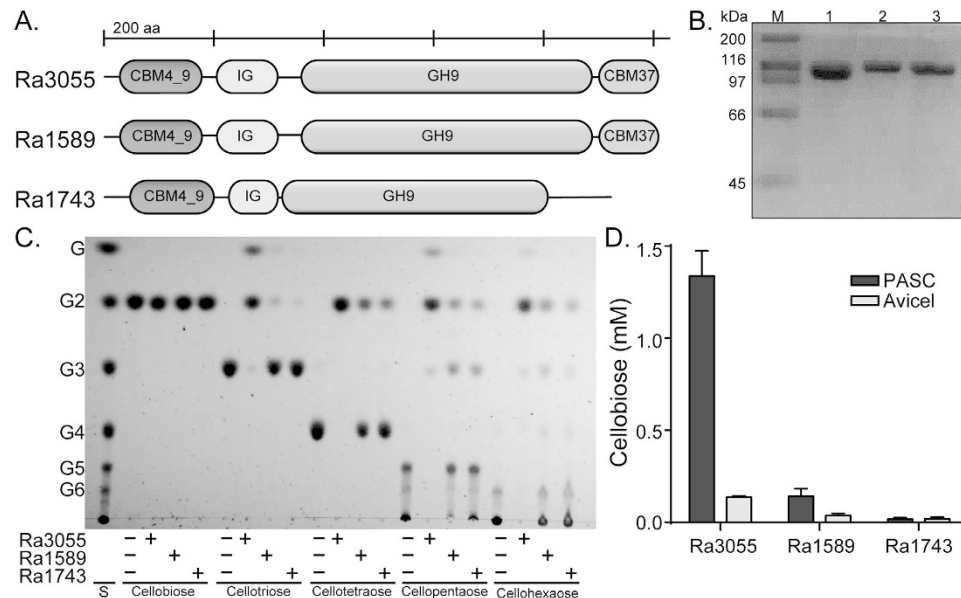 A.
200 aa
Ra3055
CBM4_9 IG GH9 CBM37
Ra1589
CBM4_9 IG GH9 CBM37
Ra1743
CBM4_9 IG GH9
B.
kDa M 1 2 3
200
116
97
66
45
C.
G
G2
G3
G4
G5
G6
Ra3055 – + – + – + – + – +
Ra1589 + + + + +
Ra1743 – + – + – + – + – +
S Cellobiose Cellotriose Cellotetraose Cellopentaose Cellohexaose
D.
Cellobiose (mM)
1.5
1.0
0.5
0.0
PASC
Avicel
Ra3055 Ra1589 Ra1743